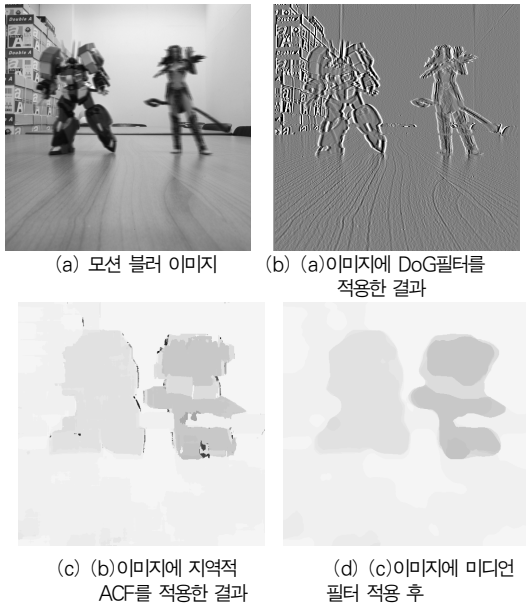 Double A
Double A
(a) 모션 블러 이미지
(b) (a)이미지에 DoG필터를
적용한 결과
(c) (b)이미지에 지역적
ACF를 적용한 결과
(d) (c)이미지에 미디언
필터 적용 후